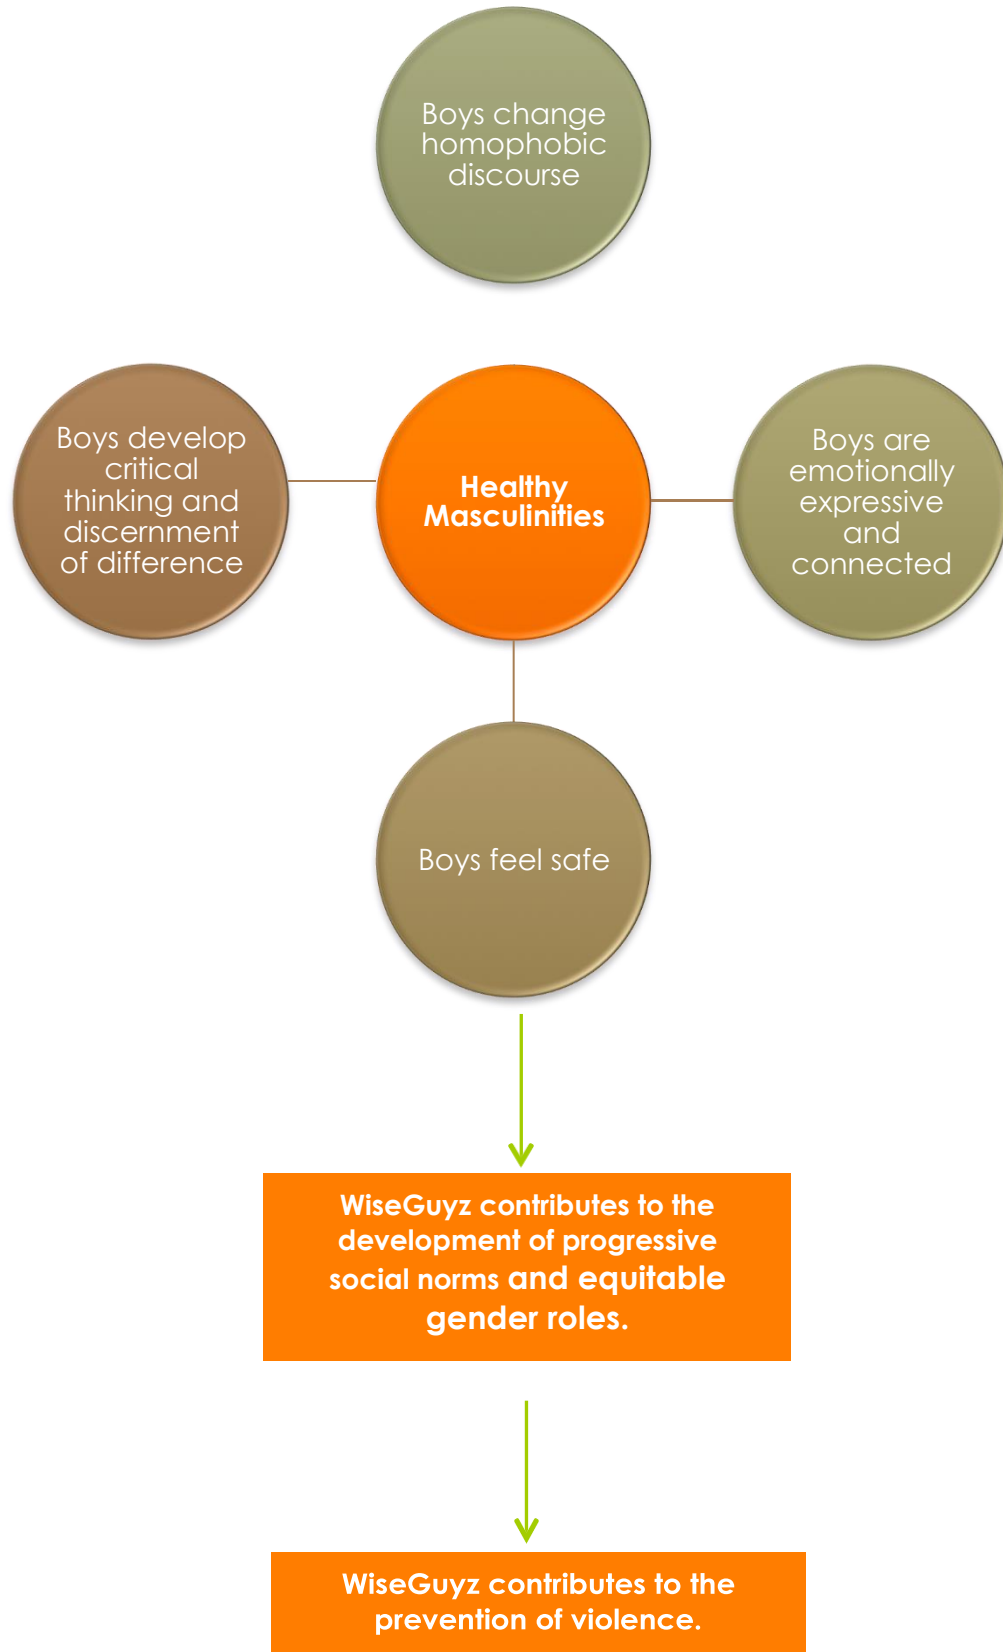 Boys change
homophobic
discourse
Boys develop
critical
thinking and
discernment
of difference
Healthy
Masculinities
Boys are
emotionally
expressive
and
connected
Boys feel safe
WiseGuyz contributes to the
development of progressive
social norms and equitable
gender roles.
WiseGuyz contributes to the
prevention of violence.